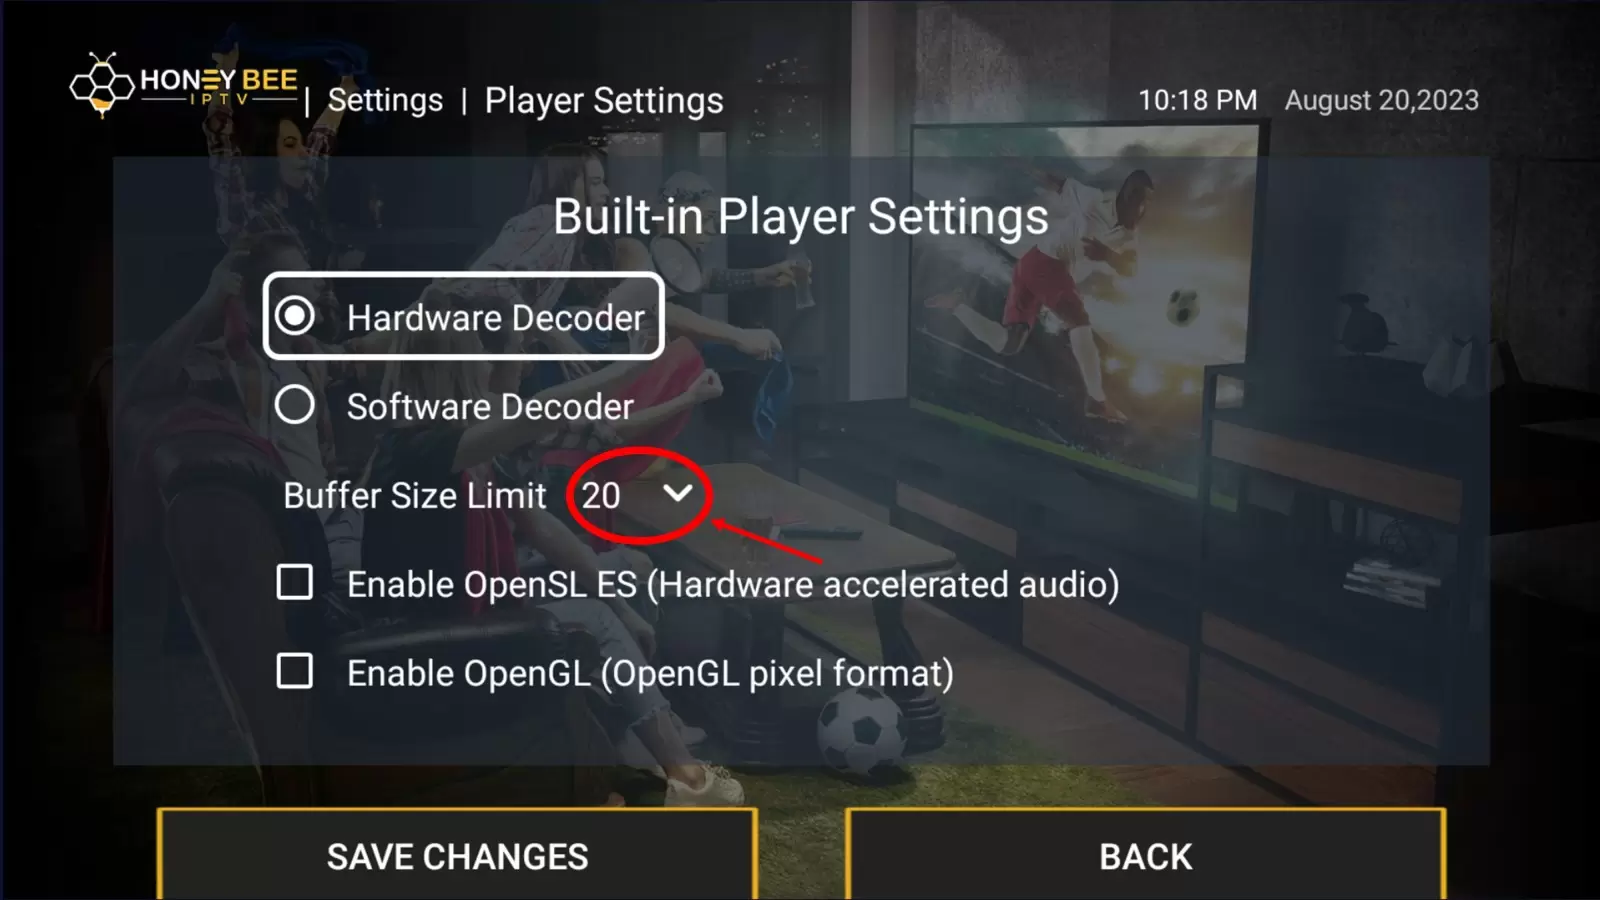 HONEY BEE
IPTV
| Settings | Player Settings
10:18 PM August 20,2023
Built-in Player Settings
Hardware Decoder
Software Decoder
Buffer Size Limit 20
Enable OpenSL ES (Hardware accelerated audio)
Enable OpenGL (OpenGL pixel format)
SAVE CHANGES
BACK